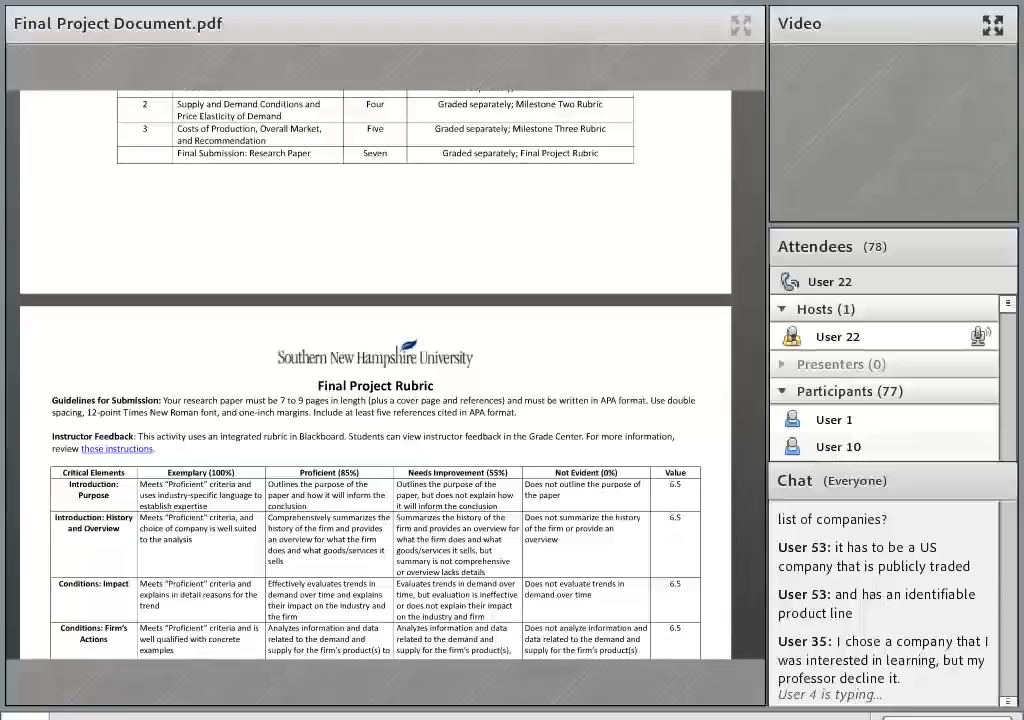 Final Project Document.pdf
2 Supply and Demand Conditions and Four Graded separately; Milestone Two Rubric
Price Elasticity of Demand
3 Costs of Production, Overall Market, Five Graded separately; Milestone Three Rubric
and Recommendation
Final Submission: Research Paper Seven Graded separately; Final Project Rubric
Southern New Hampshire University
Final Project Rubric
Guidelines for Submission: Your research paper must be 7 to 9 pages in length (plus a cover page and references) and must be written in APA format. Use double
spacing, 12-point Times New Roman font, and one-inch margins. Include at least five references cited in APA format.
Instructor Feedback: This activity uses an integrated rubric in Blackboard. Students can view instructor feedback in the Grade Center. For more information,
review these instructions.
Critical Elements Exemplary (100%) Proficient (85%) Needs Improvement (55%) Not Evident (0%) Value
Introduction: Meets “Proficient” criteria and Outlines the purpose of the Outlines the purpose of the Does not outline the purpose of 6.5
Purpose uses industry-specific language to paper and how it will inform the paper, but does not explain how the paper
establish expertise conclusion it will inform the conclusion
Introduction: History Meets “Proficient” criteria, and Comprehensively summarizes the Summarizes the history of the Does not summarize the history 6.5
and Overview choice of company is well suited history of the firm and provides firm and provides an overview for of the firm or provide an
to the analysis an overview for what the firm what the firm does and what overview
does and what goods/services it goods/services it sells, but
sells summary is not comprehensive
or overview lacks details
Conditions: Impact Meets “Proficient” criteria and Effectively evaluates trends in Evaluates trends in demand over Does not evaluate trends in 6.5
explains in detail reasons for the demand over time and explains time, but evaluation is ineffective demand over time
trend their impact on the industry and or does not explain their impact
the firm on the industry and firm
Conditions: Firm’s Meets “Proficient” criteria and is Analyzes information and data Analyzes information and data Does not analyze information and 6.5
Actions well qualified with concrete related to the demand and related to the demand and data related to the demand and
examples supply for the firm’s product(s) to supply for the firm’s product(s), supply for the firm’s product(s)
Video
Attendees (78)
User 22
Hosts (1)
User 22
Presenters (0)
Participants (77)
User 1
User 10
Chat (Everyone)
list of companies?
User 53: it has to be a US
company that is publicly traded
User 53: and has an identifiable
product line
User 35: I chose a company that I
was interested in learning, but my
professor decline it.
User 4 is typing...